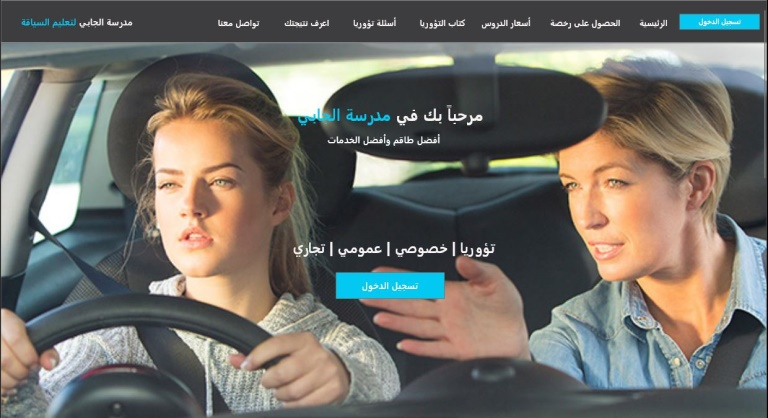 تسجيل الدخول
الرئيسية
الحصول على رخصة
أسعار الدروس
كتاب التؤوريا
أسئلة تؤوريا
اعرف نتيجتك
تواصل معنا
مدرسة الجابي لتعليم السياقة
مرحباً بك في مدرسة الجابي
أفضل طاقم وأفضل الخدمات
تؤوريا | خصوصي | عمومي | تجاري
تسجيل الدخول